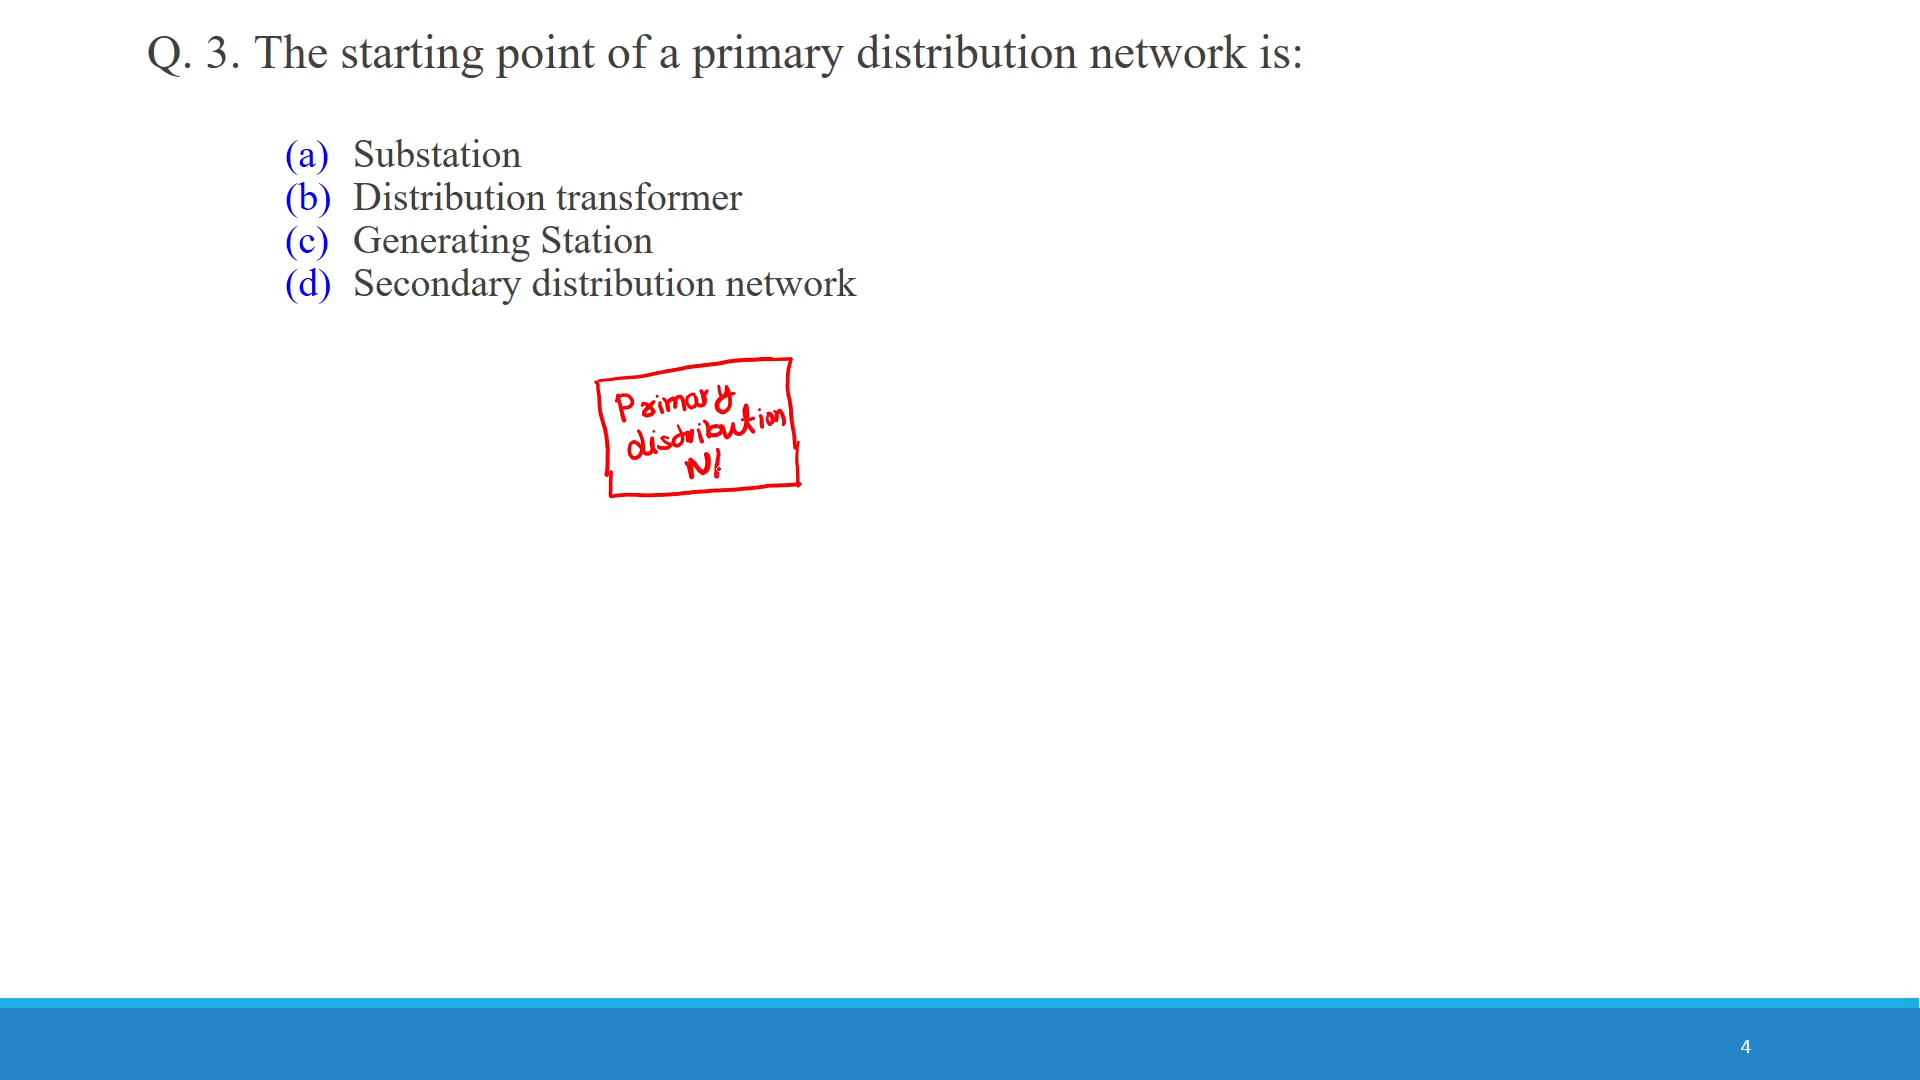 Q. 3. The starting point of a primary distribution network is:
(a) Substation
(b) Distribution transformer
(c) Generating Station
(d) Secondary distribution network
Primary
distribution
4